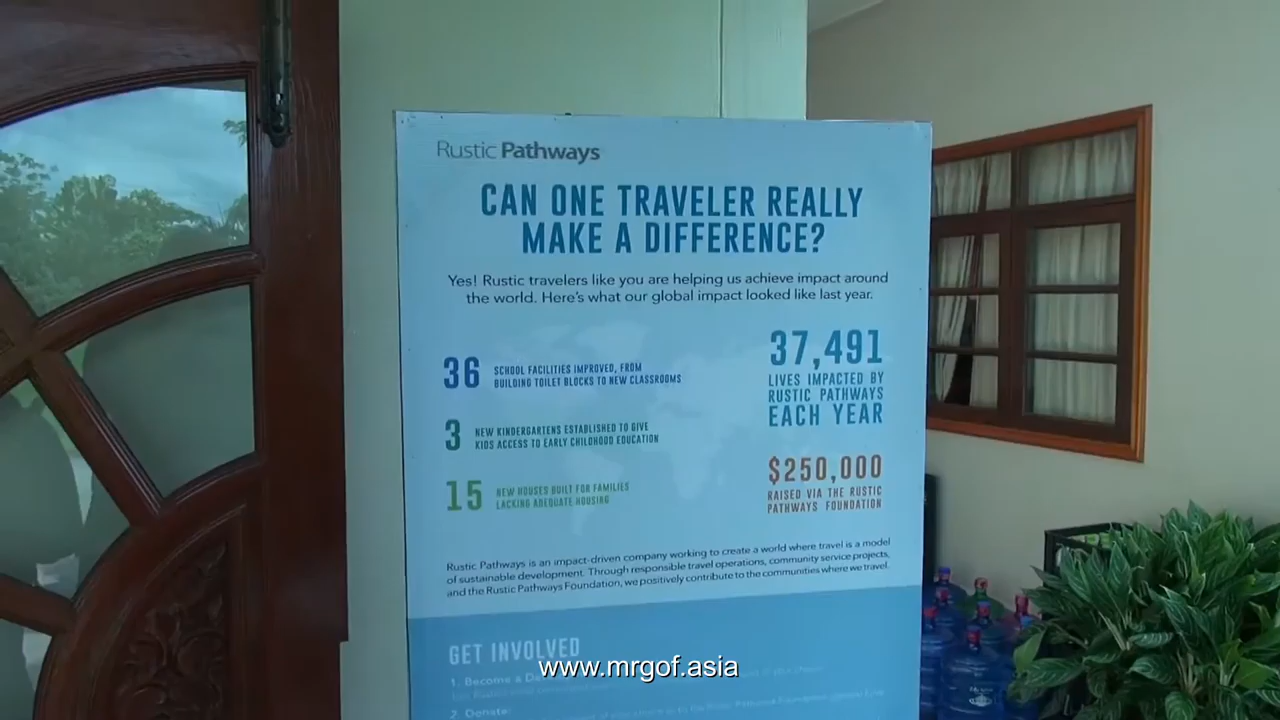 Rustic Pathways
CAN ONE TRAVELER REALLY
MAKE A DIFFERENCE?
Yes! Rustic travelers like you are helping us achieve impact around
the world. Here's what our global impact looked like last year.
36 SCHOOL FACILITIES IMPROVED, FROM
BUILDING TOILET BLOCKS TO NEW CLASSROOMS
3 NEW KINDERGARTENS ESTABLISHED TO GIVE
KIDS ACCESS TO EARLY CHILDHOOD EDUCATION
15 NEW HOUSES BUILT FOR FAMILIES
LACKING ADEQUATE HOUSING
37,491
LIVES IMPACTED BY
RUSTIC PATHWAYS
EACH YEAR
$250,000
RAISED VIA THE RUSTIC
PATHWAYS FOUNDATION
Rustic Pathways is an impact-driven company working to create a world where travel is a model
of sustainable development. Through responsible travel operations, community service projects,
and the Rustic Pathways Foundation, we positively contribute to the communities where we travel.
GET INVOLVED
www.mrgof.asia
1. Become a
2. Donate: